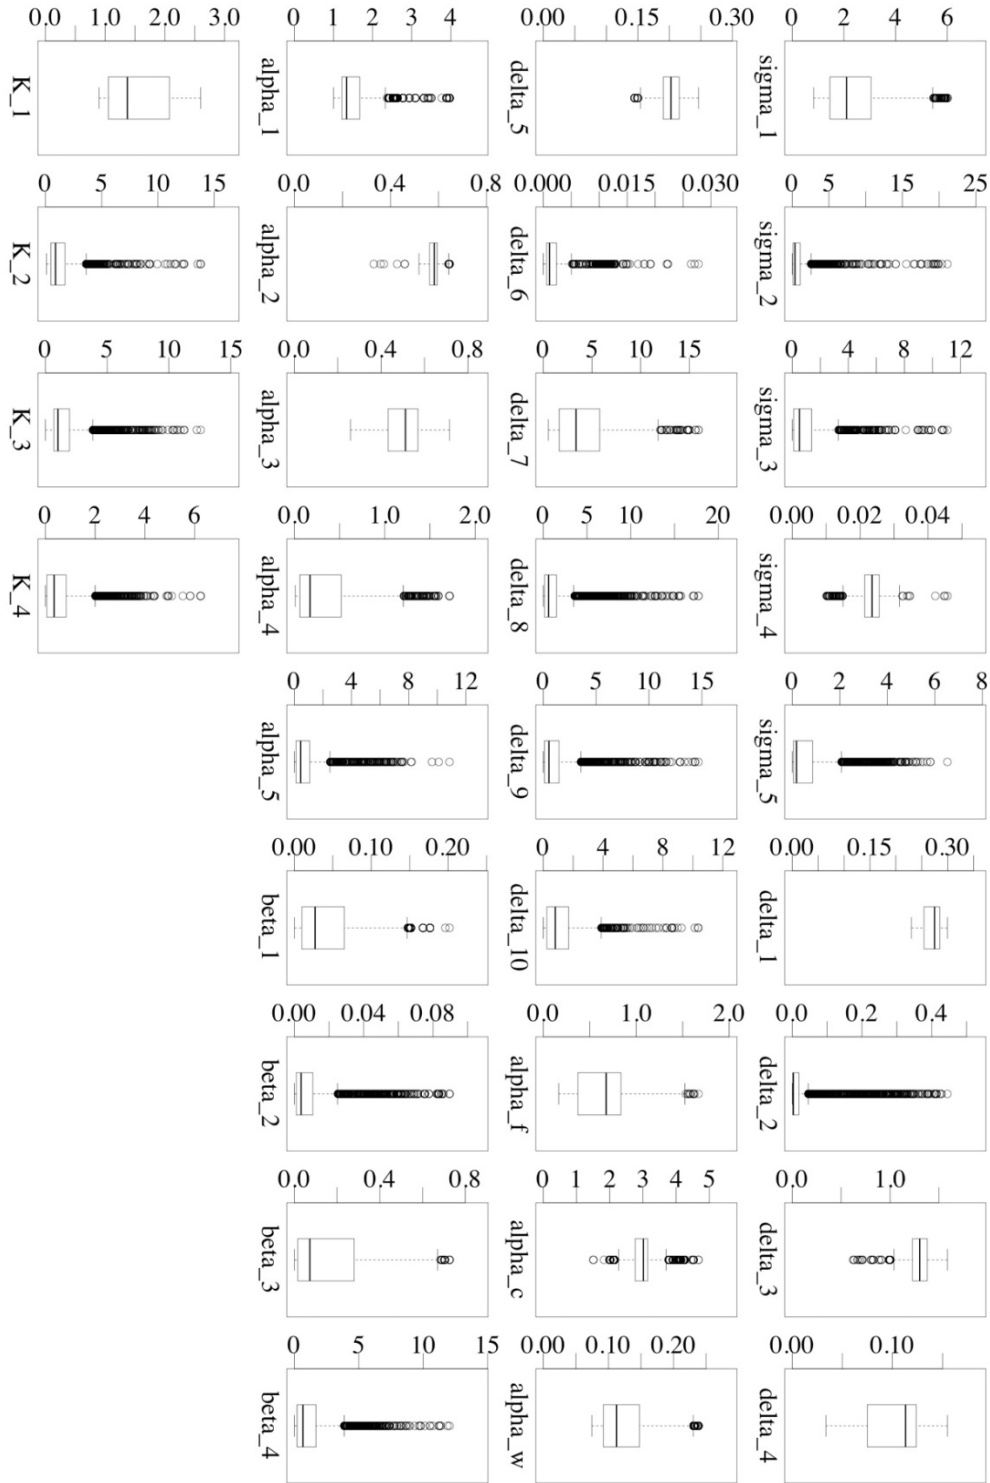 sigma_1
2 4 6
sigma_2
0 5 15 25
sigma_3
0 4 8 12
sigma_4
0.00 0.02 0.04
sigma_5
0 2 4 6 8
delta_1
0.00 0.15 0.30
delta_2
0.0 0.2 0.4
delta_3
0.0 1.0
delta_4
0.00 0.10
delta_5
0.00 0.15 0.30
delta_6
0.000 0.015 0.030
delta_7
0 5 10 15
delta_8
0 5 10 20
delta_9
0 5 10 15
delta_10
0 4 8 12
alpha_f
0.0 1.0 2.0
alpha_c
0 1 2 3 4 5
alpha_w
0.00 0.10 0.20
alpha_1
0 1 2 3 4
alpha_2
0.0 0.4 0.8
alpha_3
0.0 0.4 0.8
alpha_4
0.0 1.0 2.0
alpha_5
0 4 8 12
beta_1
0.00 0.10 0.20
beta_2
0.00 0.04 0.08
beta_3
0.0 0.4 0.8
beta_4
0 5 10 15
K_1
0.0 1.0 2.0 3.0
K_2
0 5 10 15
K_3
0 5 10 15
K_4
0 2 4 6